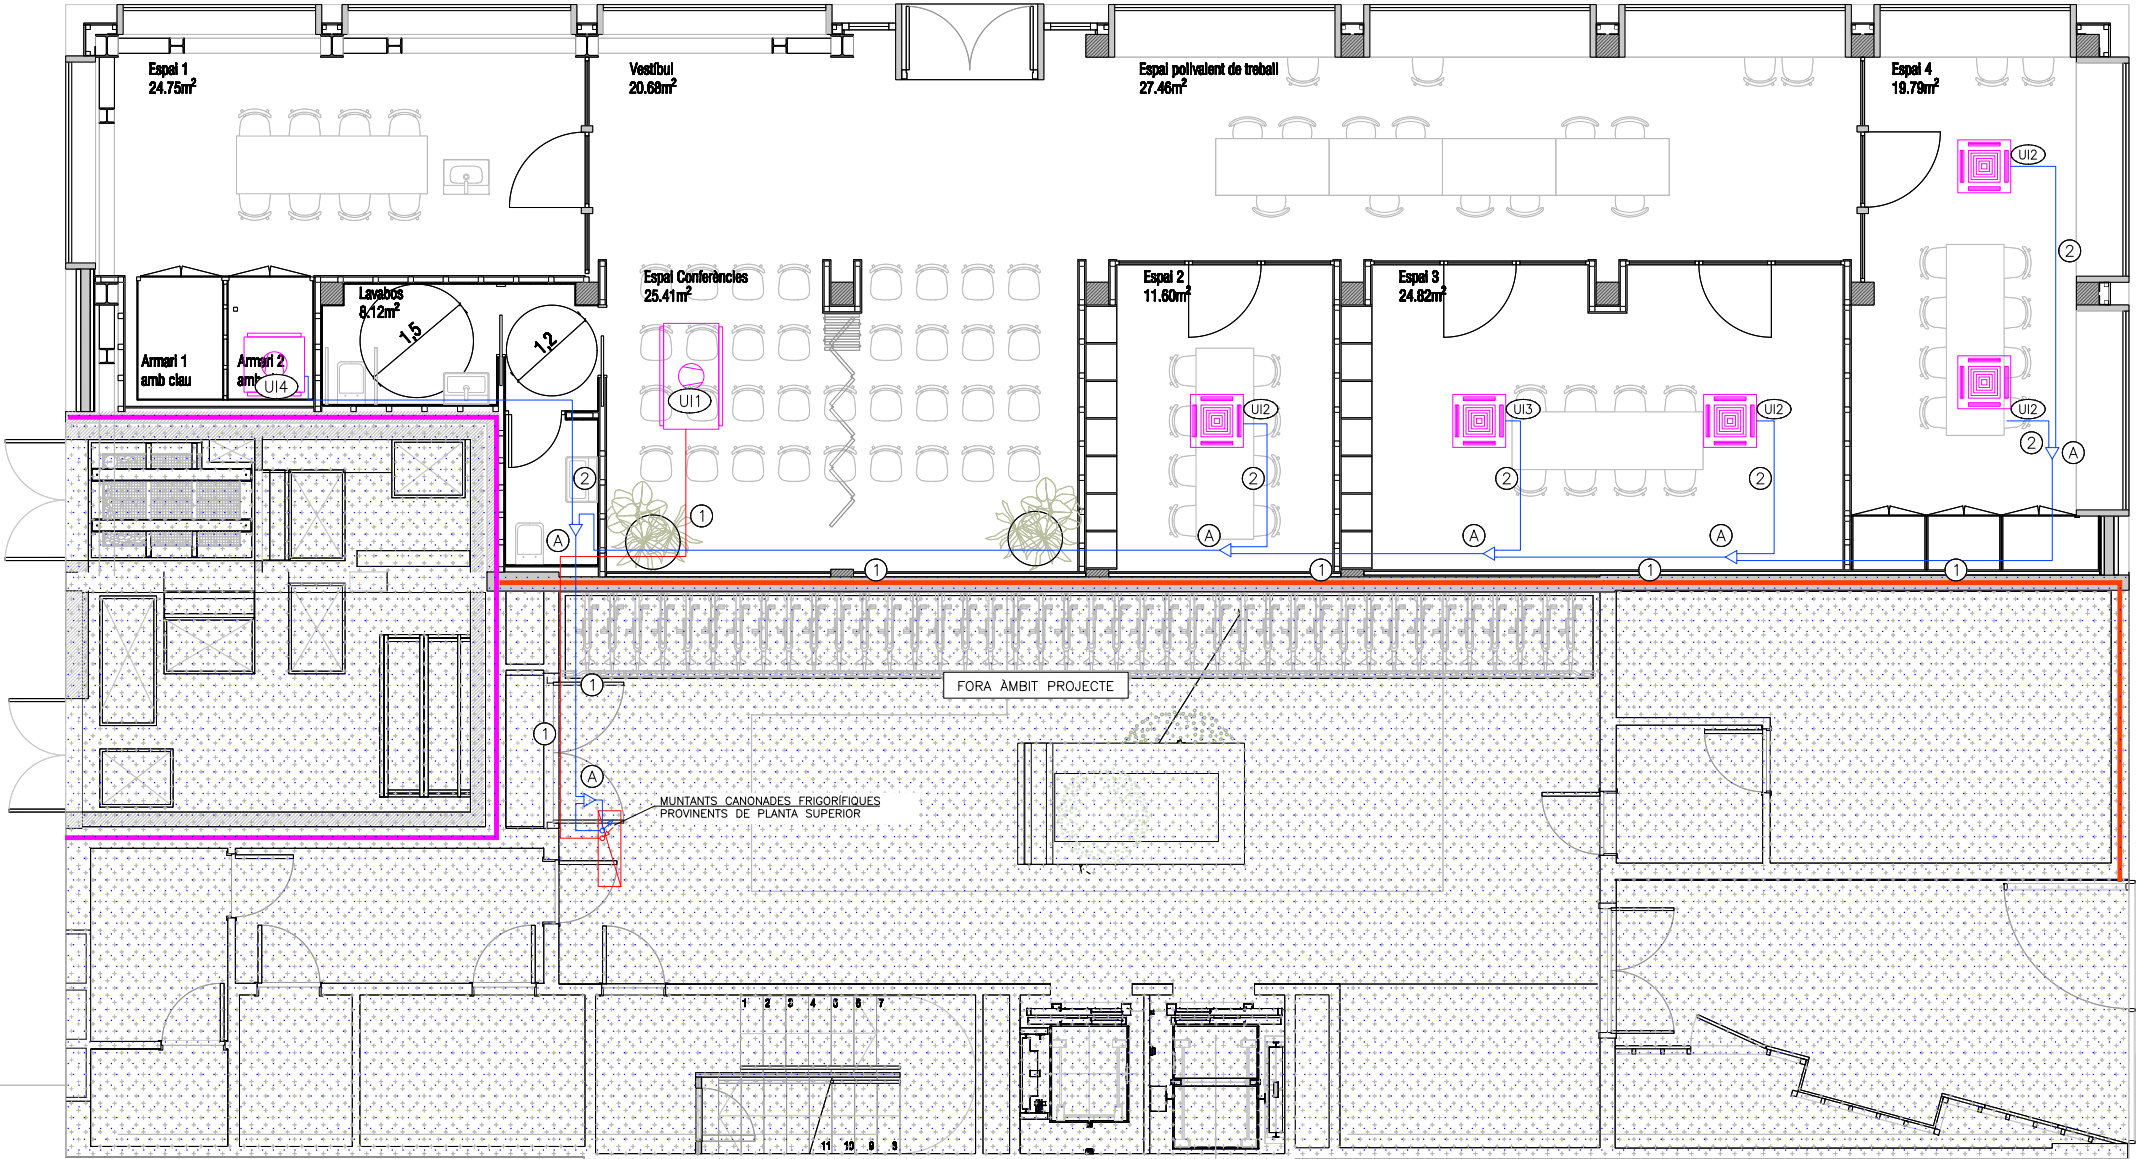 Espai 1
24.75m²
Vestíbul
20.68m²
Espai polivalent de treball
27.46m²
Espai 4
19.79m²
UI2
2
Espai Conferències
25.41m²
Espai 2
11.60m²
Espai 3
24.82m²
Lavabos
8.12m²
1,5
1,2
Armari 1
amb clau
Armari 2
UI4
UI1
UI2
UI3
UI2
UI2
2
A
2
2
2
2
1
A
A
A
A
1
1
1
1
1
FORA ÀMBIT PROJECTE
1
A
MUNTANTS CANONADES FRIGORÍFIQUES
PROVINENTS DE PLANTA SUPERIOR
1 2 3 4 5 6 7
11 10 9 8